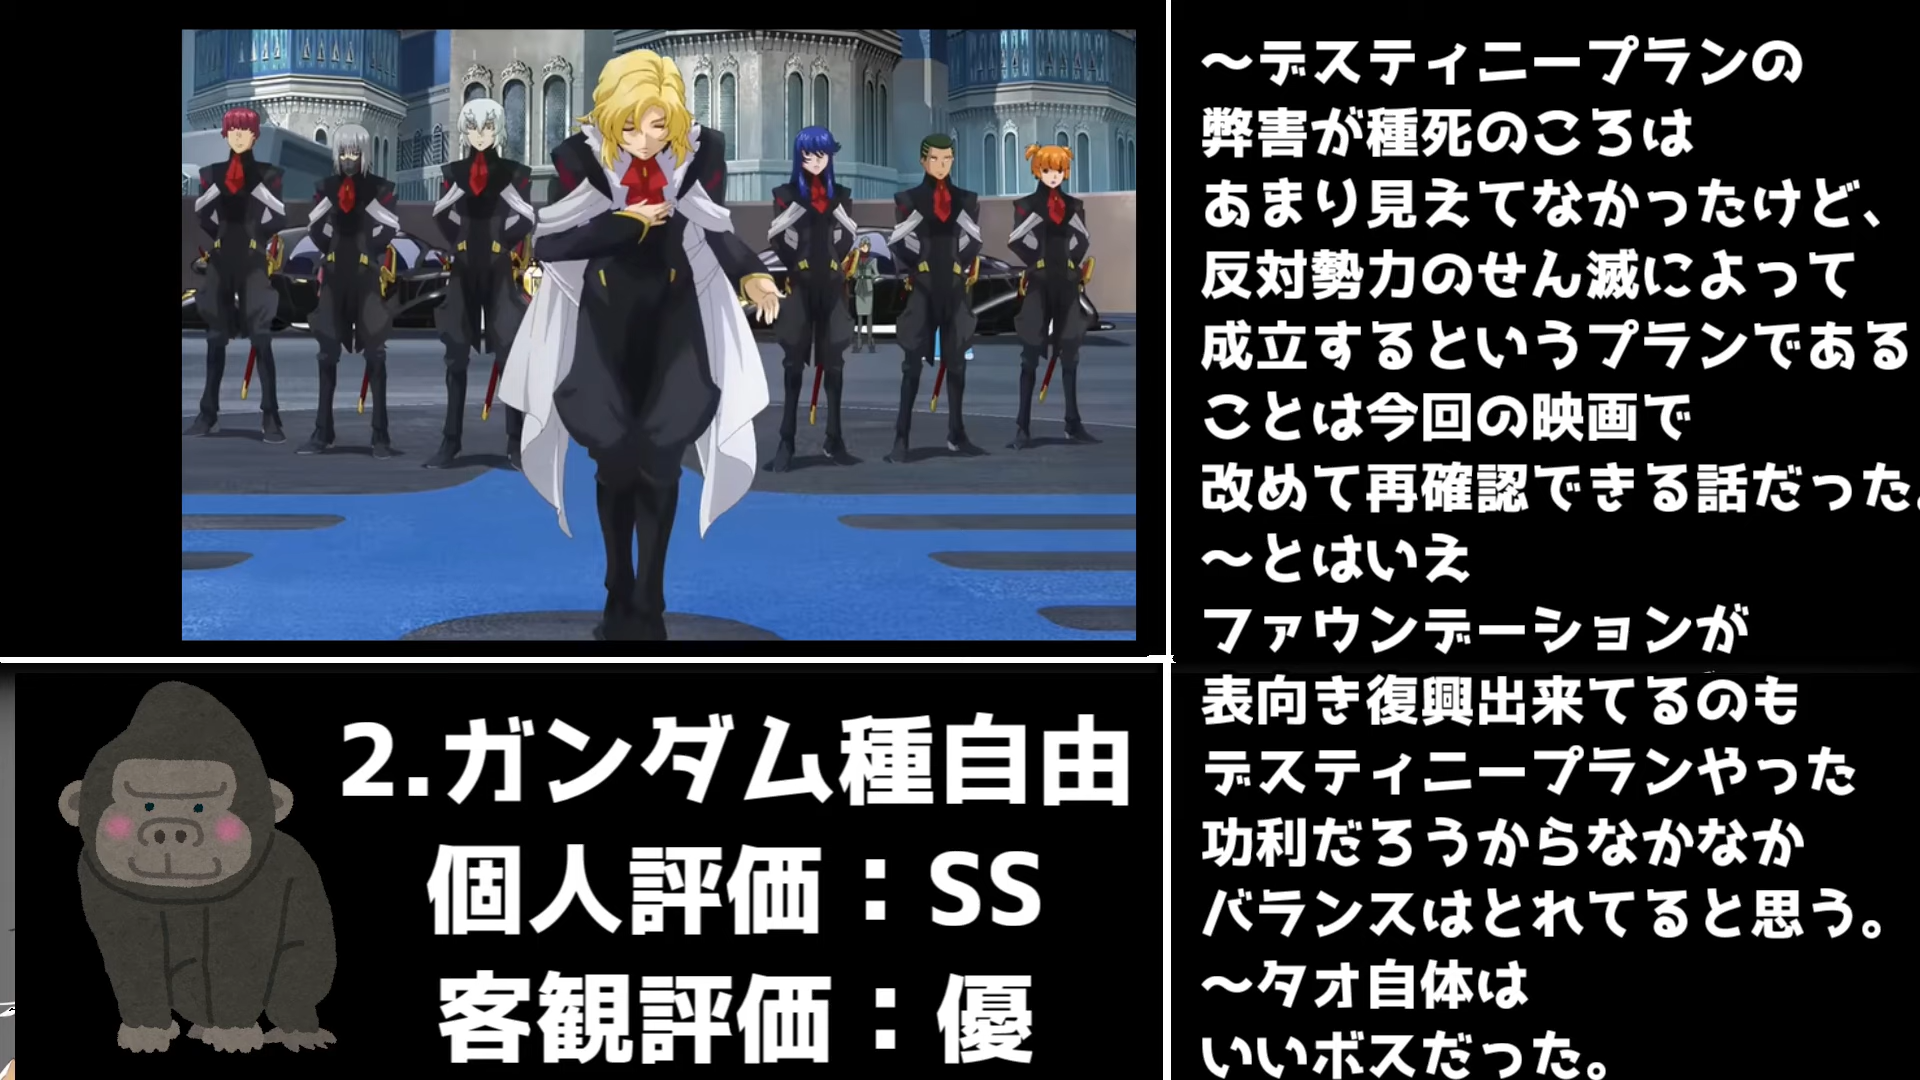 ～デスティニープランの
弊害が種死のころは
あまり見えてなかったけど、
反対勢力のせん滅によって
成立するというプランである
ことは今回の映画で
改めて再確認できる話だった。
～とはいえ
ファウンデーションが
表向き復興出来てるのも
デスティニープランやった
功利だろうからなかなか
バランスはとれてると思う。
～タオ自体は
いいボスだった。
2.ガンダム種自由
個人評価：SS
客観評価：優